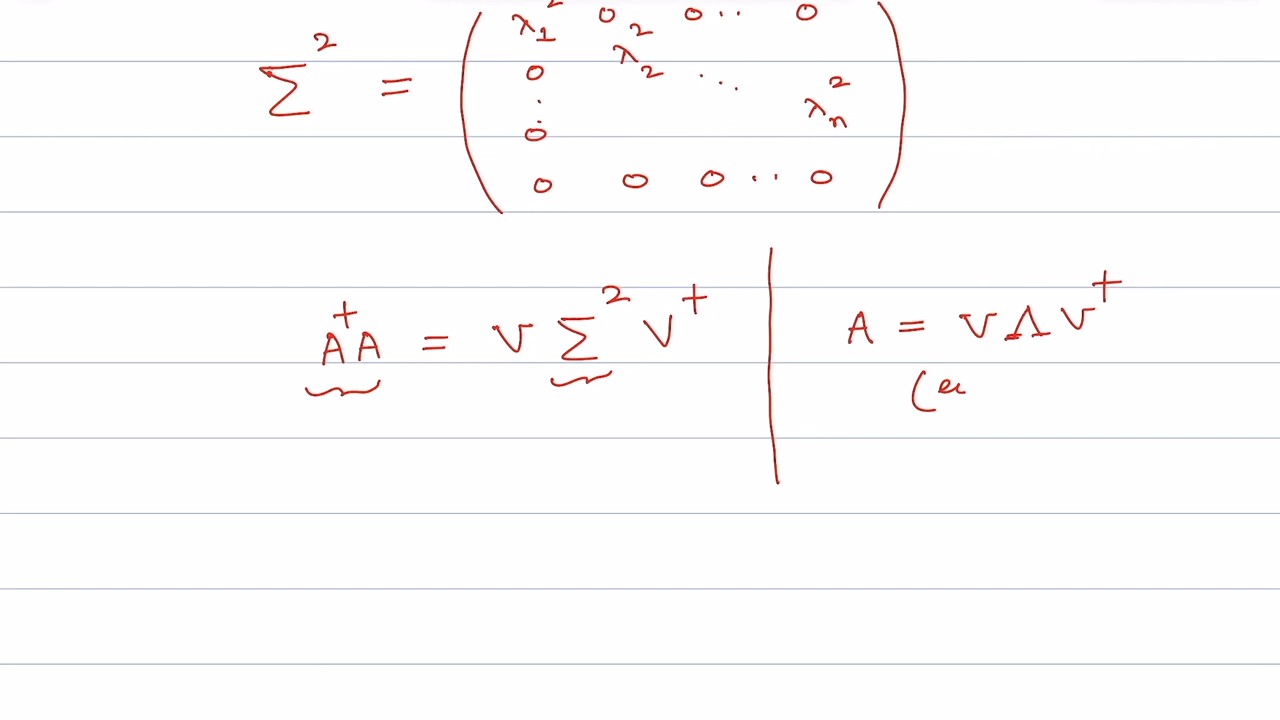 λ₁² 0 0 .. 0
Σ² = 0 λ₂² ...
. λₙ²
0
0 0 0 ... 0
A†A = V Σ² V† | A = V Λ V†
(e